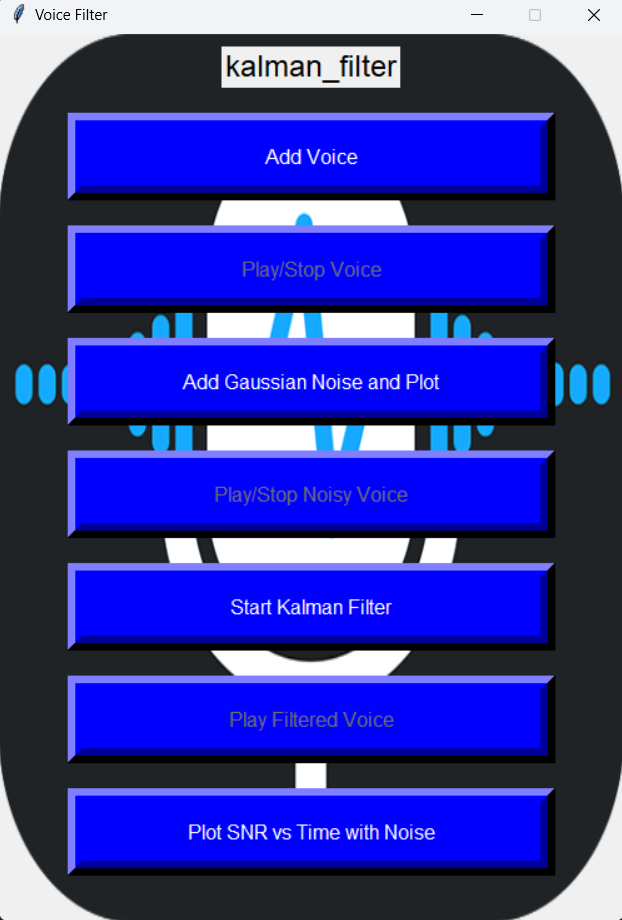 Voice Filter
kalman_filter
Add Voice
Play/Stop Voice
Add Gaussian Noise and Plot
Play/Stop Noisy Voice
Start Kalman Filter
Play Filtered Voice
Plot SNR vs Time with Noise